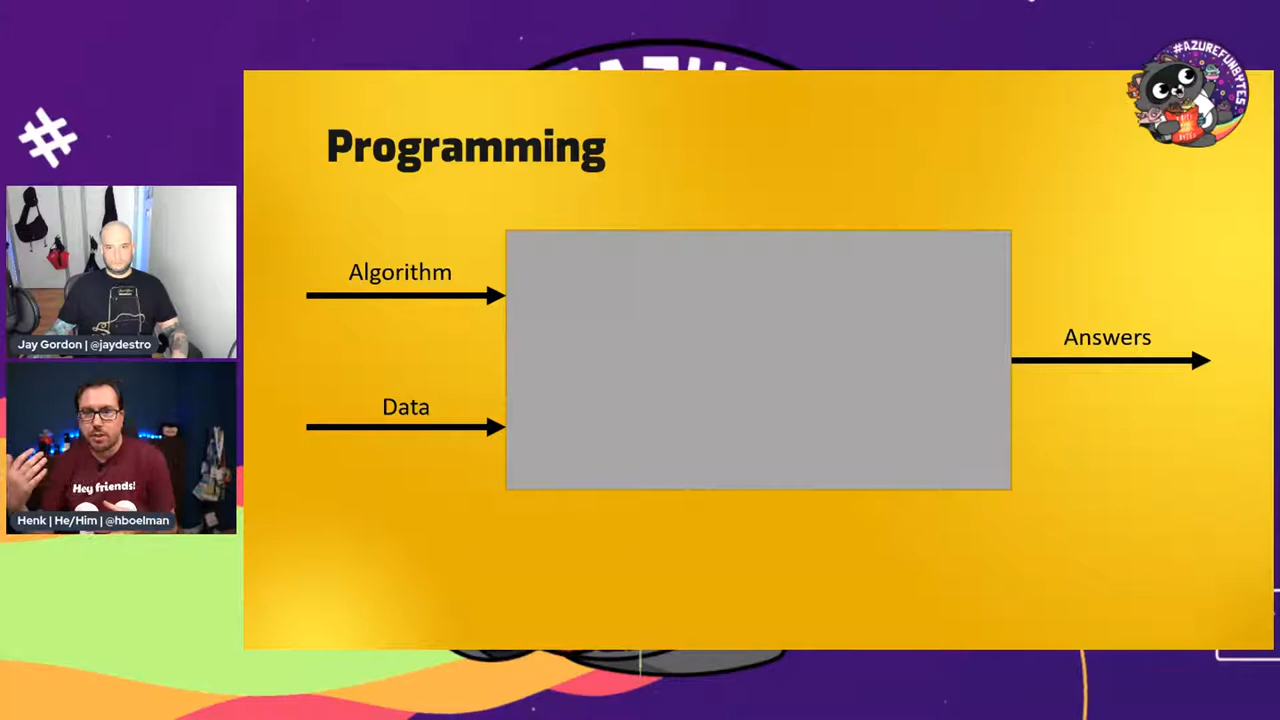 #AZUREFUNBYTES
#
Programming
Algorithm
Data
Answers
Jay Gordon | @jaydestro
Hey friends!
Henk | He/Him | @hboelman